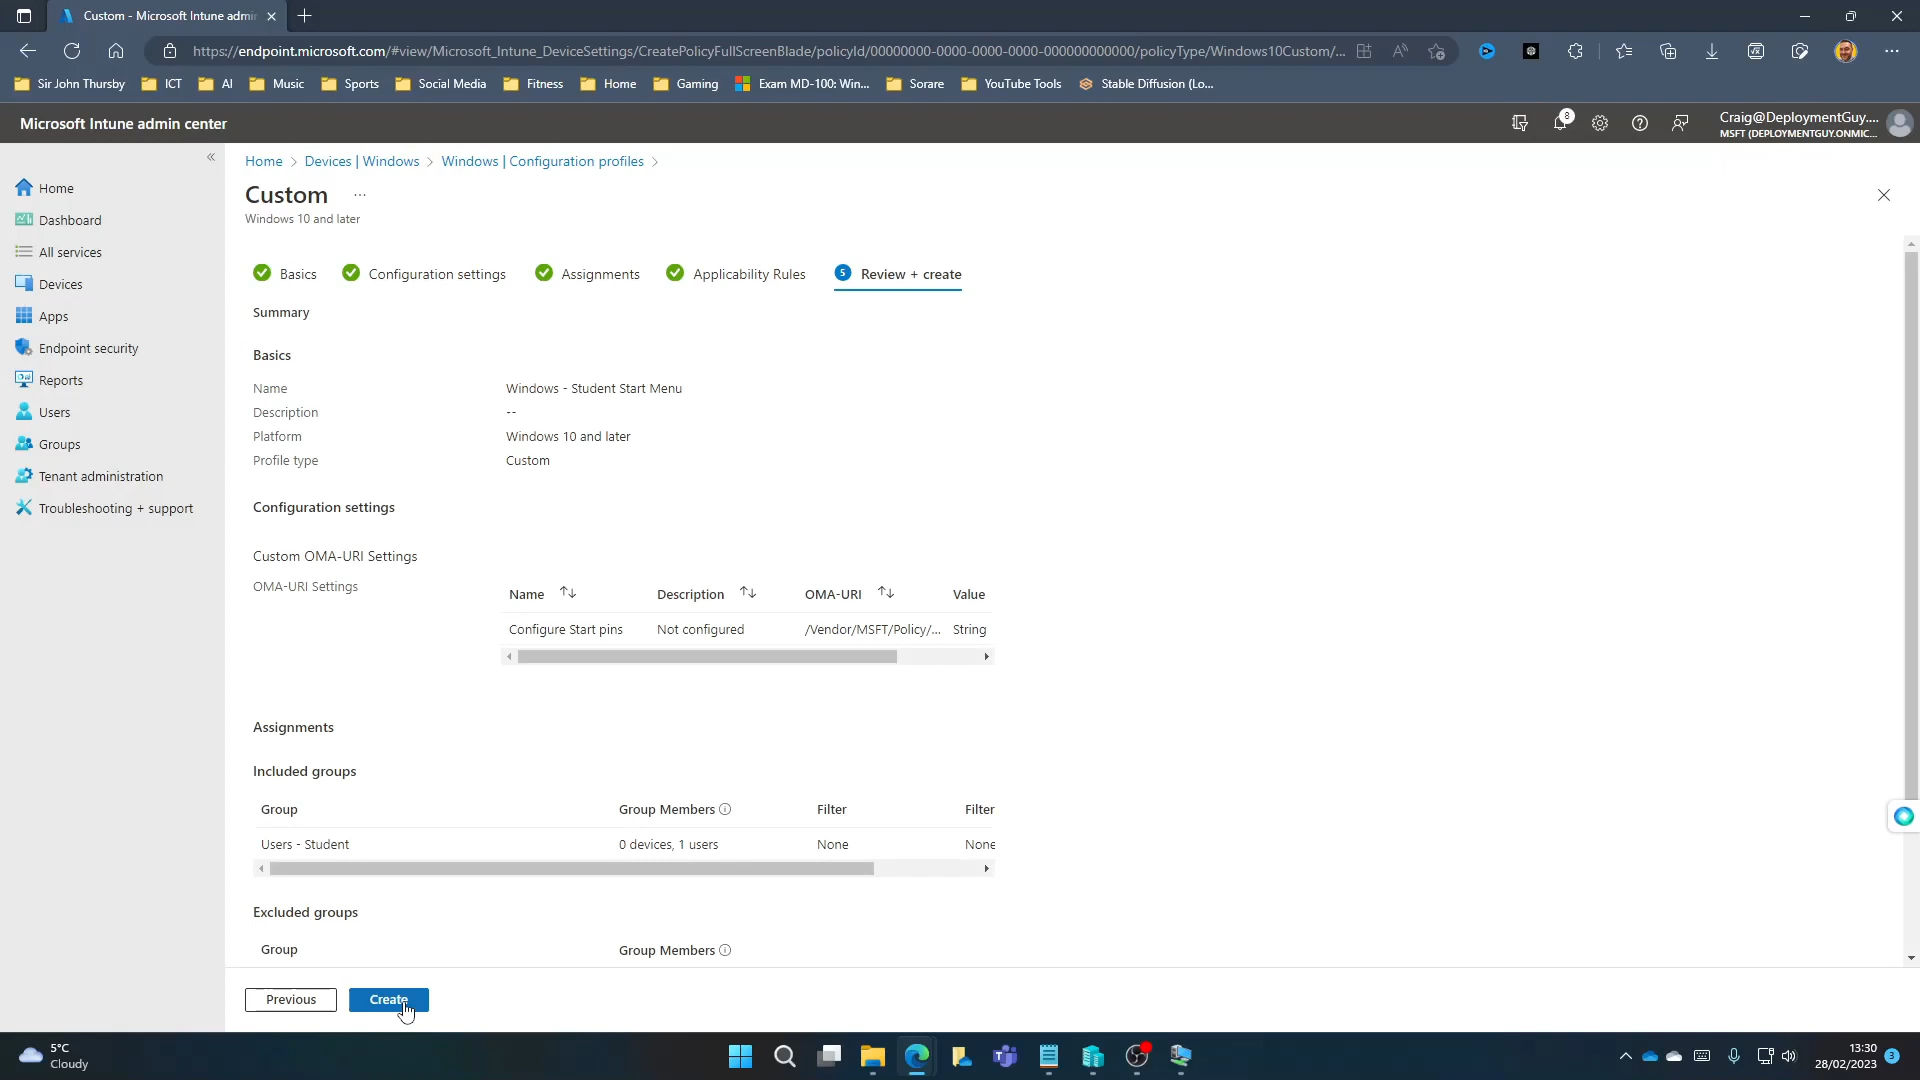 Custom - Microsoft Intune admi
https://endpoint.microsoft.com/#view/Microsoft_Intune_DeviceSettings/CreatePolicyFullScreenBlade/policyId/00000000-0000-0000-0000-000000000000/policyType/Windows10Custom/...
Sir John Thursby ICT AI Music Sports Social Media Fitness Home Gaming Exam MD-100: Win... Sorare YouTube Tools Stable Diffusion (Lo...
Microsoft Intune admin center
8
Craig@DeploymentGuy....
MSFT (DEPLOYMENTGUY.ONMIC...
Home
Dashboard
All services
Devices
Apps
Endpoint security
Reports
Users
Groups
Tenant administration
Troubleshooting + support
Home > Devices | Windows > Windows | Configuration profiles >
Custom ...
Windows 10 and later
Basics Configuration settings Assignments Applicability Rules 5 Review + create
Summary
Basics
Name Windows - Student Start Menu
Description --
Platform Windows 10 and later
Profile type Custom
Configuration settings
Custom OMA-URI Settings
OMA-URI Settings
Name Description OMA-URI Value
Configure Start pins Not configured /Vendor/MSFT/Policy/... String
Assignments
Included groups
Group Group Members Filter Filter
Users - Student 0 devices, 1 users None None
Excluded groups
Group Group Members
Previous Create
5°C
Cloudy
13:30
28/02/2023
3